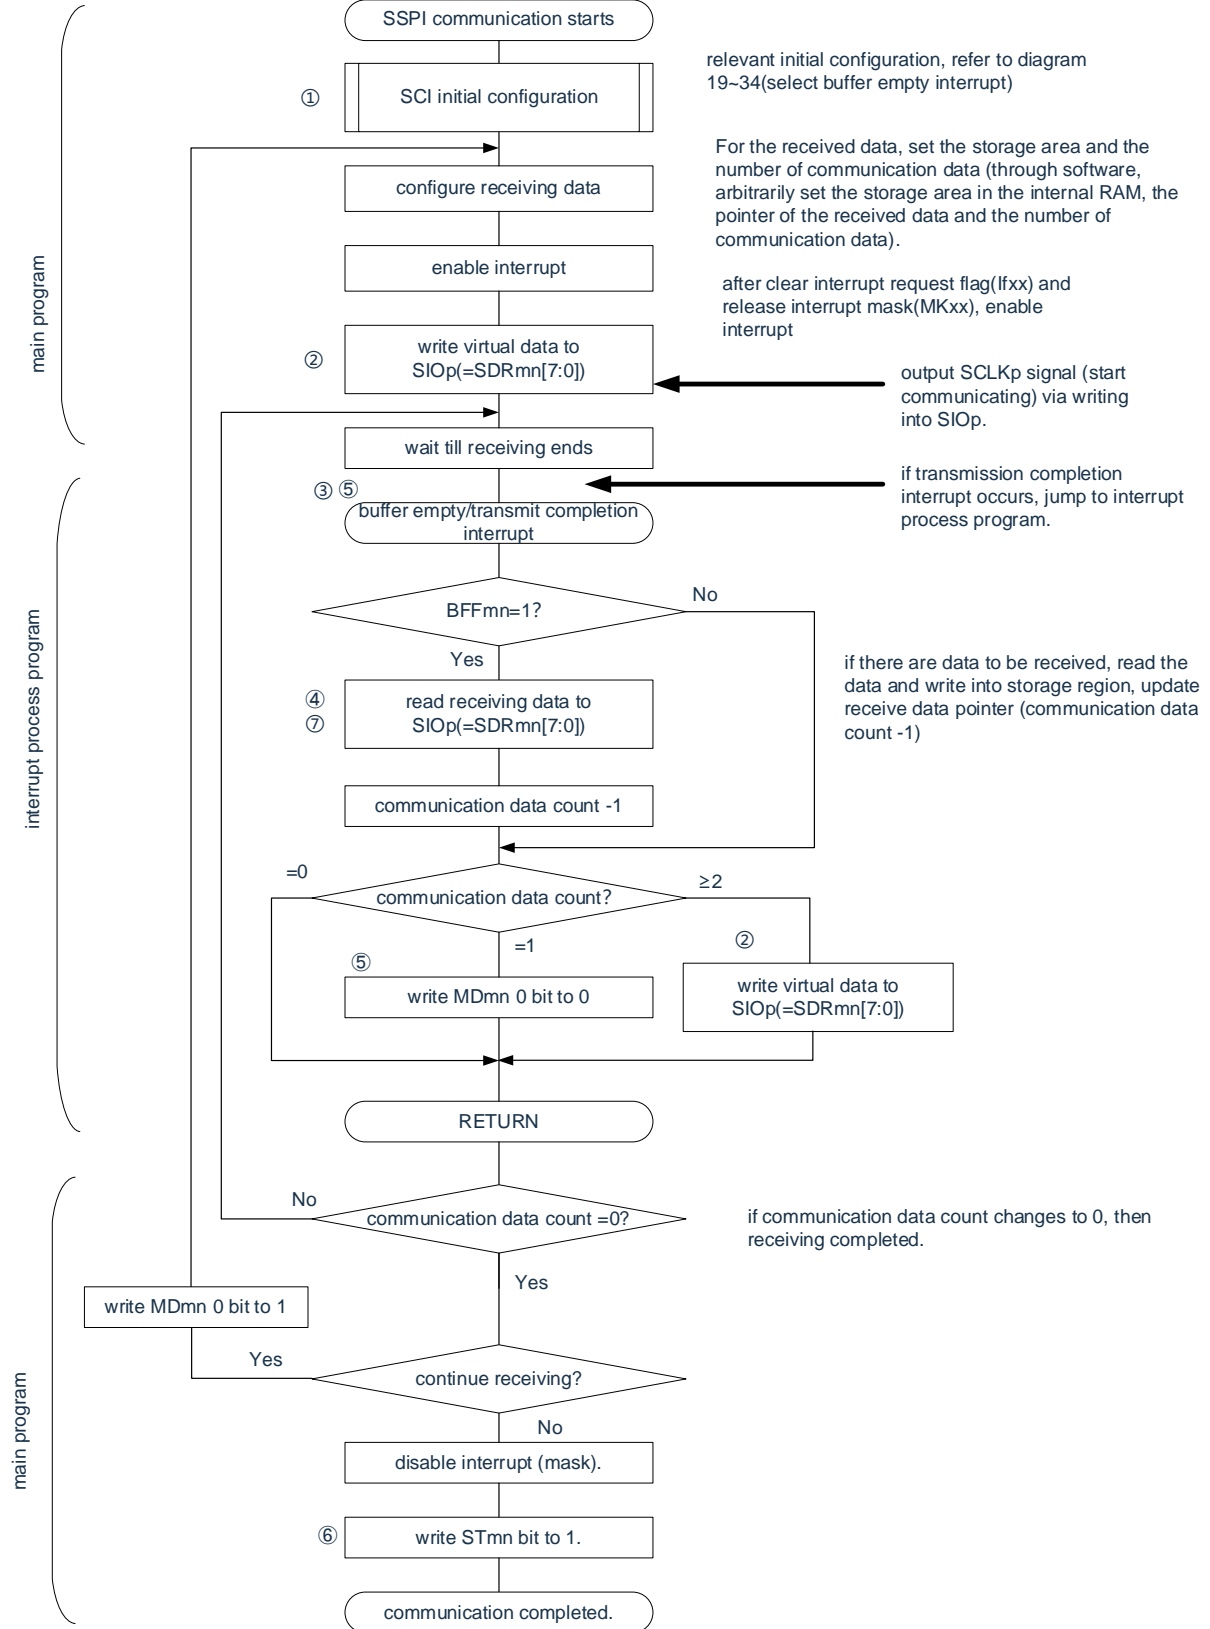 SSPI communication starts
relevant initial configuration, refer to diagram
19~34(select buffer empty interrupt)
① SCI initial configuration
For the received data, set the storage area and the
number of communication data (through software,
arbitrarily set the storage area in the internal RAM, the
pointer of the received data and the number of
communication data).
configure receiving data
enable interrupt
after clear interrupt request flag(Ifxx) and
release interrupt mask(MKxx), enable
interrupt
main program
② write virtual data to
SIOp(=SDRmn[7:0])
output SCLKp signal (start
communicating) via writing
into SIOp.
wait till receiving ends
if transmission completion
interrupt occurs, jump to interrupt
process program.
③ ⑤
buffer empty/transmit completion
interrupt
BFFmn=1?
No
Yes
if there are data to be received, read the
data and write into storage region, update
receive data pointer (communication data
count -1)
④
⑦
read receiving data to
SIOp(=SDRmn[7:0])
interrupt process program
communication data count -1
=0
communication data count?
≥2
=1
②
⑤
write MDmn 0 bit to 0
write virtual data to
SIOp(=SDRmn[7:0])
RETURN
No
communication data count =0?
if communication data count changes to 0, then
receiving completed.
Yes
write MDmn 0 bit to 1
Yes
continue receiving?
No
main program
disable interrupt (mask).
⑥ write STmn bit to 1.
communication completed.